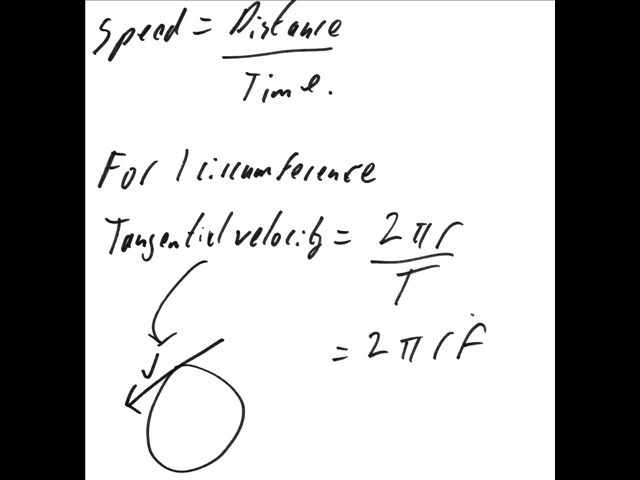 Speed = Distance
Time.
For 1 circumference
Tangential velocity = 2πr
T
= 2πrf
v